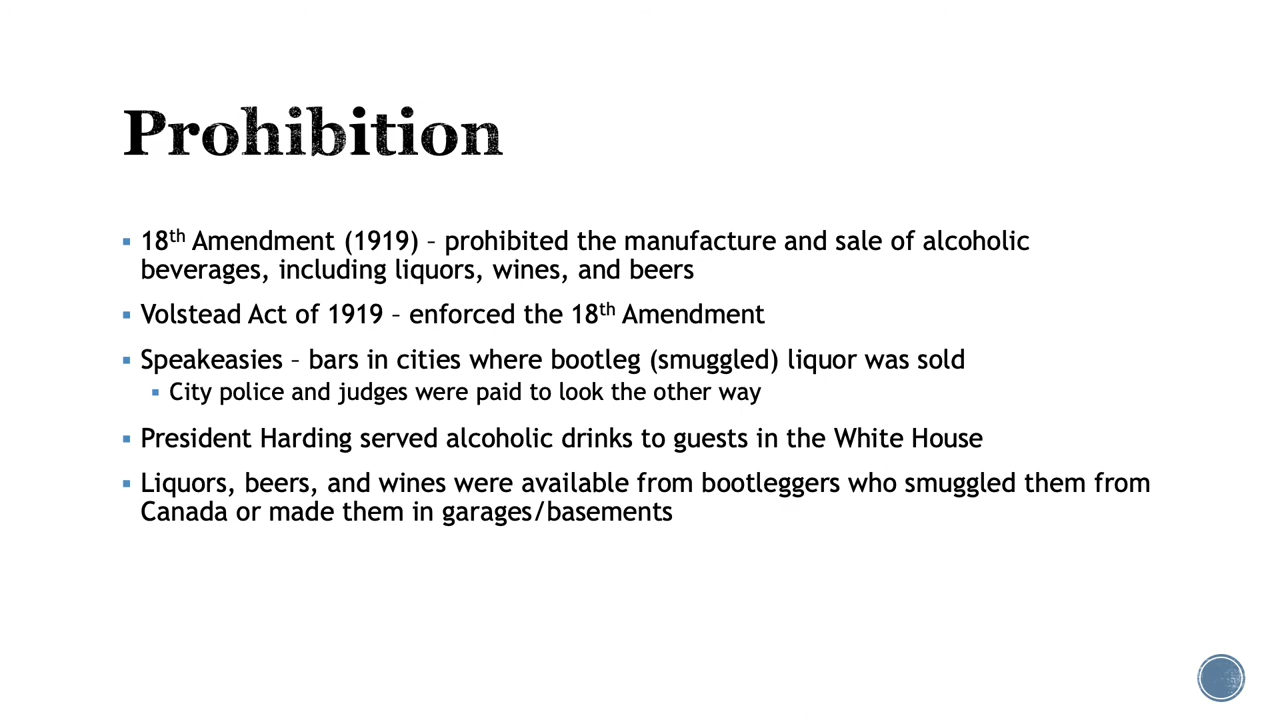 Prohibition
▪ 18th Amendment (1919) – prohibited the manufacture and sale of alcoholic
beverages, including liquors, wines, and beers
▪ Volstead Act of 1919 – enforced the 18th Amendment
▪ Speakeasies – bars in cities where bootleg (smuggled) liquor was sold
▪ City police and judges were paid to look the other way
▪ President Harding served alcoholic drinks to guests in the White House
▪ Liquors, beers, and wines were available from bootleggers who smuggled them from
Canada or made them in garages/basements